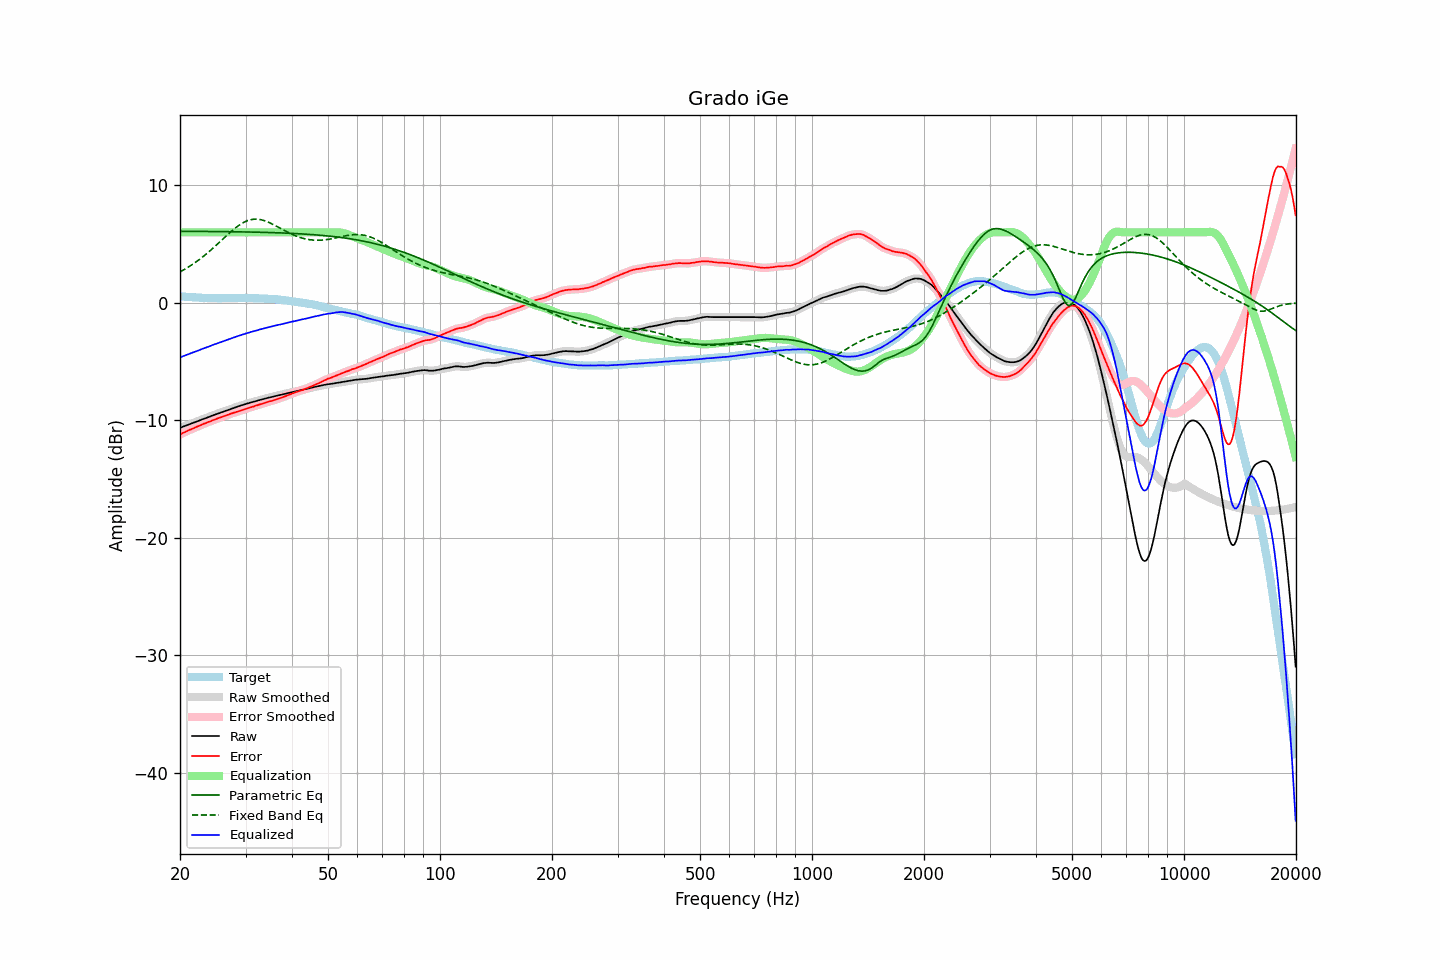 Grado iGe
10
0
−10
−20
−30
−40
Amplitude (dBr)
Target
Raw Smoothed
Error Smoothed
Raw
Error
Equalization
Parametric Eq
Fixed Band Eq
Equalized
20 50 100 200 500 1000 2000 5000 10000 20000
Frequency (Hz)